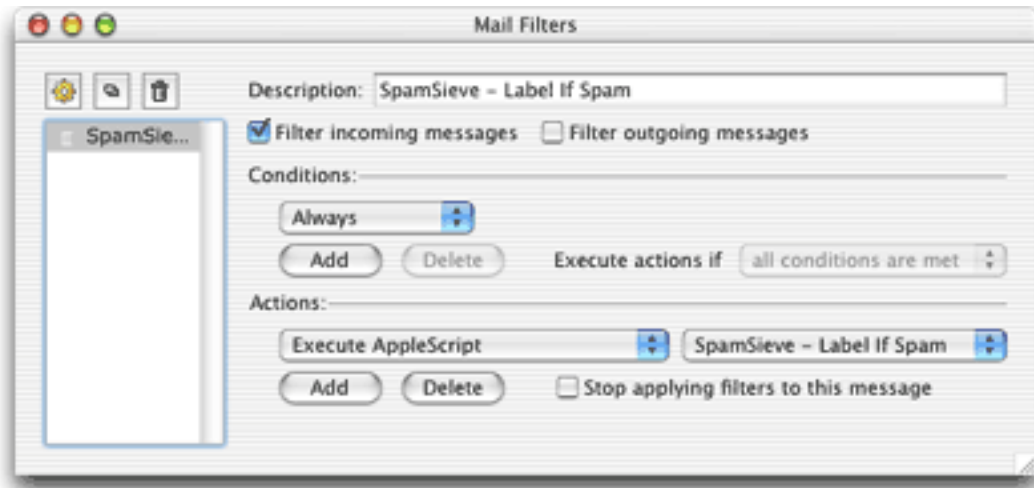 Mail Filters
Description: SpamSieve – Label If Spam
SpamSie...
Filter incoming messages Filter outgoing messages
Conditions:
Always
Add Delete Execute actions if all conditions are met
Actions:
Execute AppleScript SpamSieve – Label If Spam
Add Delete Stop applying filters to this message